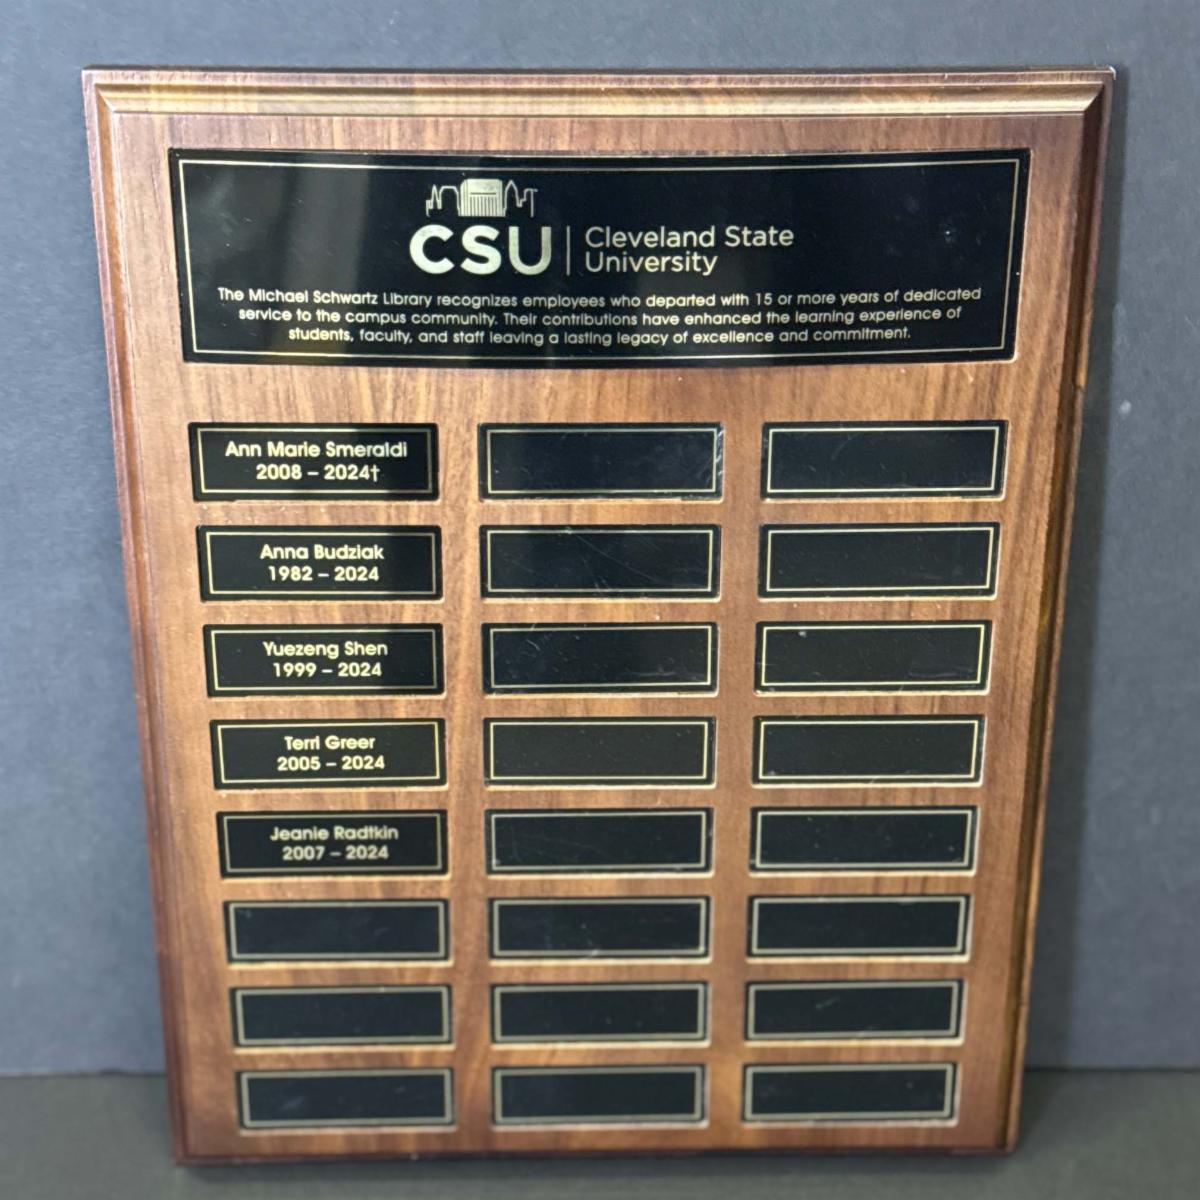 CSU
Cleveland State
University
The Michael Schwartz Library recognizes employees who departed with 15 or more years of dedicated
service to the campus community. Their contributions have enhanced the learning experience of
students, faculty, and staff leaving a lasting legacy of excellence and commitment.
Ann Marie Smeraldi
2008 – 2024†
Anna Budziak
1982 – 2024
Yuezeng Shen
1999 – 2024
Terri Greer
2005 – 2024
Jeanie Radtkin
2007 – 2024